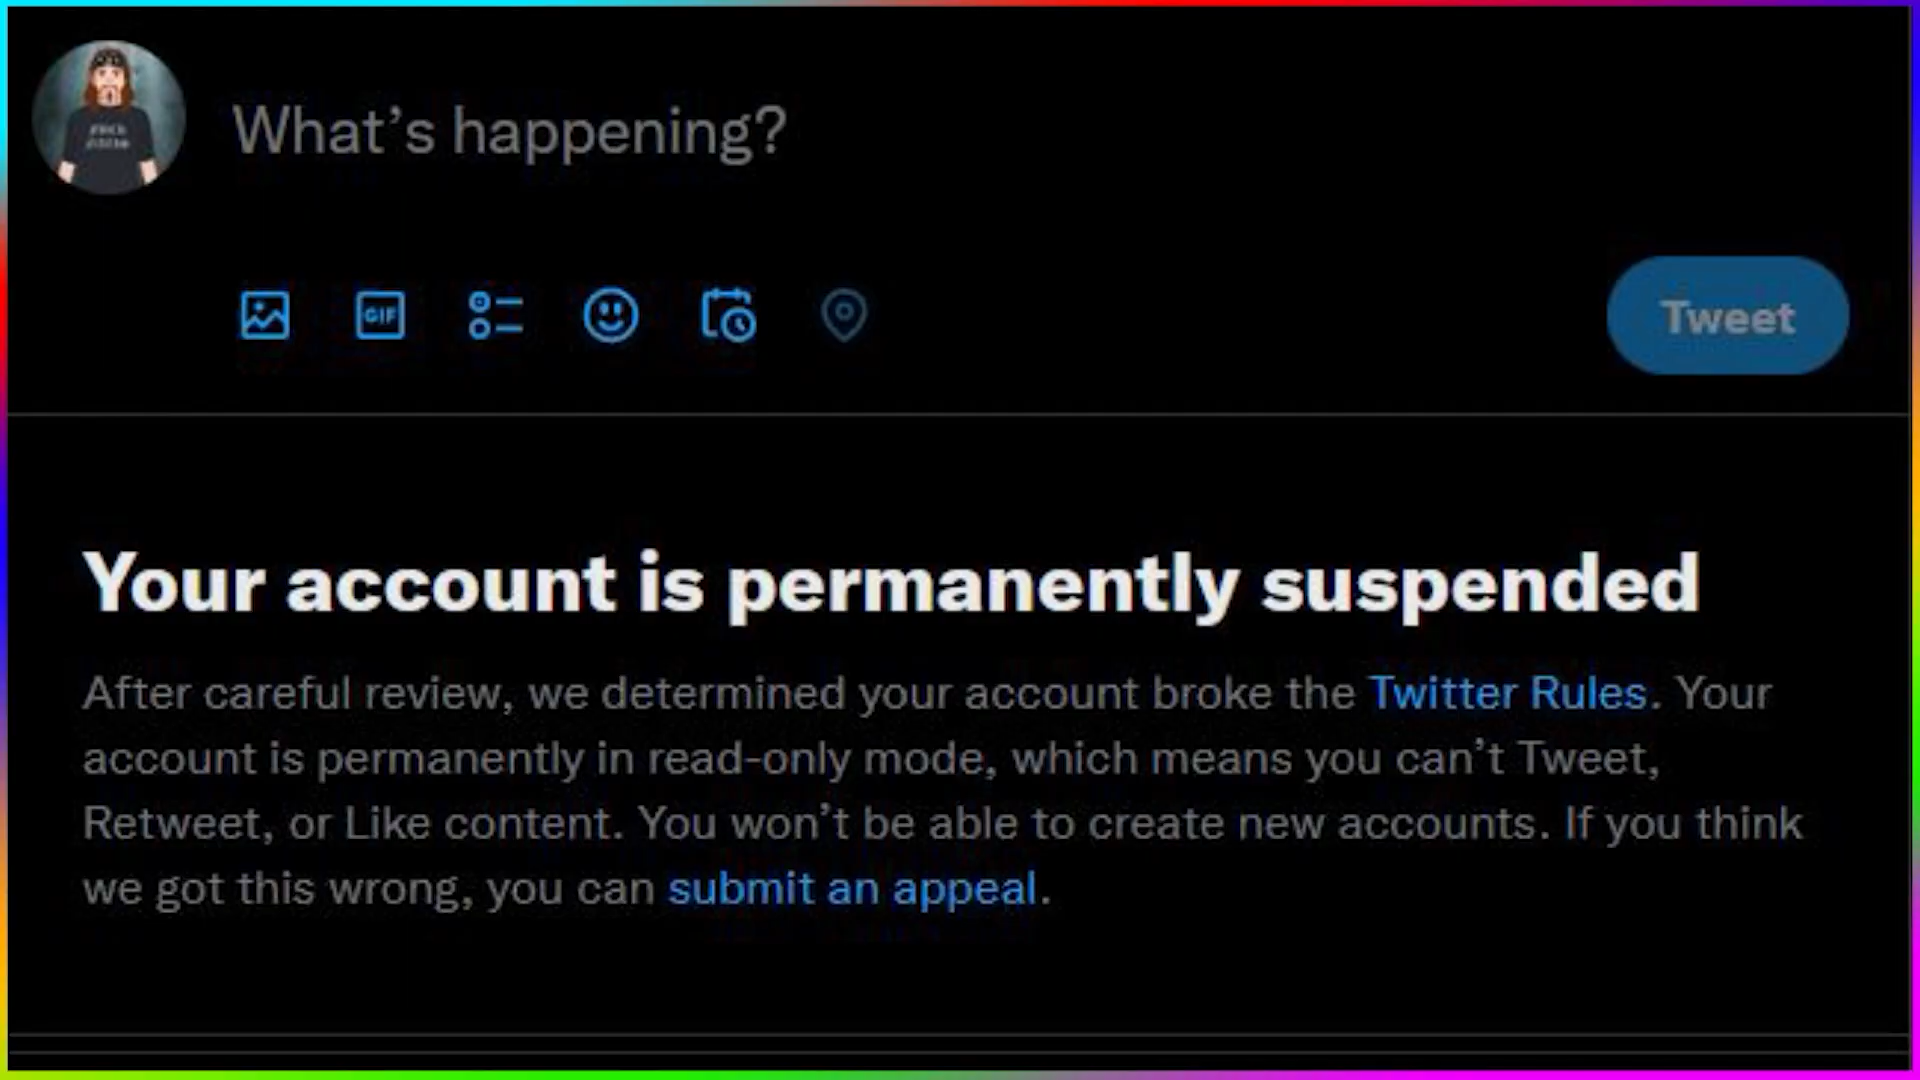 What’s happening?
GIF
Tweet
Your account is permanently suspended
After careful review, we determined your account broke the Twitter Rules. Your
account is permanently in read-only mode, which means you can’t Tweet,
Retweet, or Like content. You won’t be able to create new accounts. If you think
we got this wrong, you can submit an appeal.